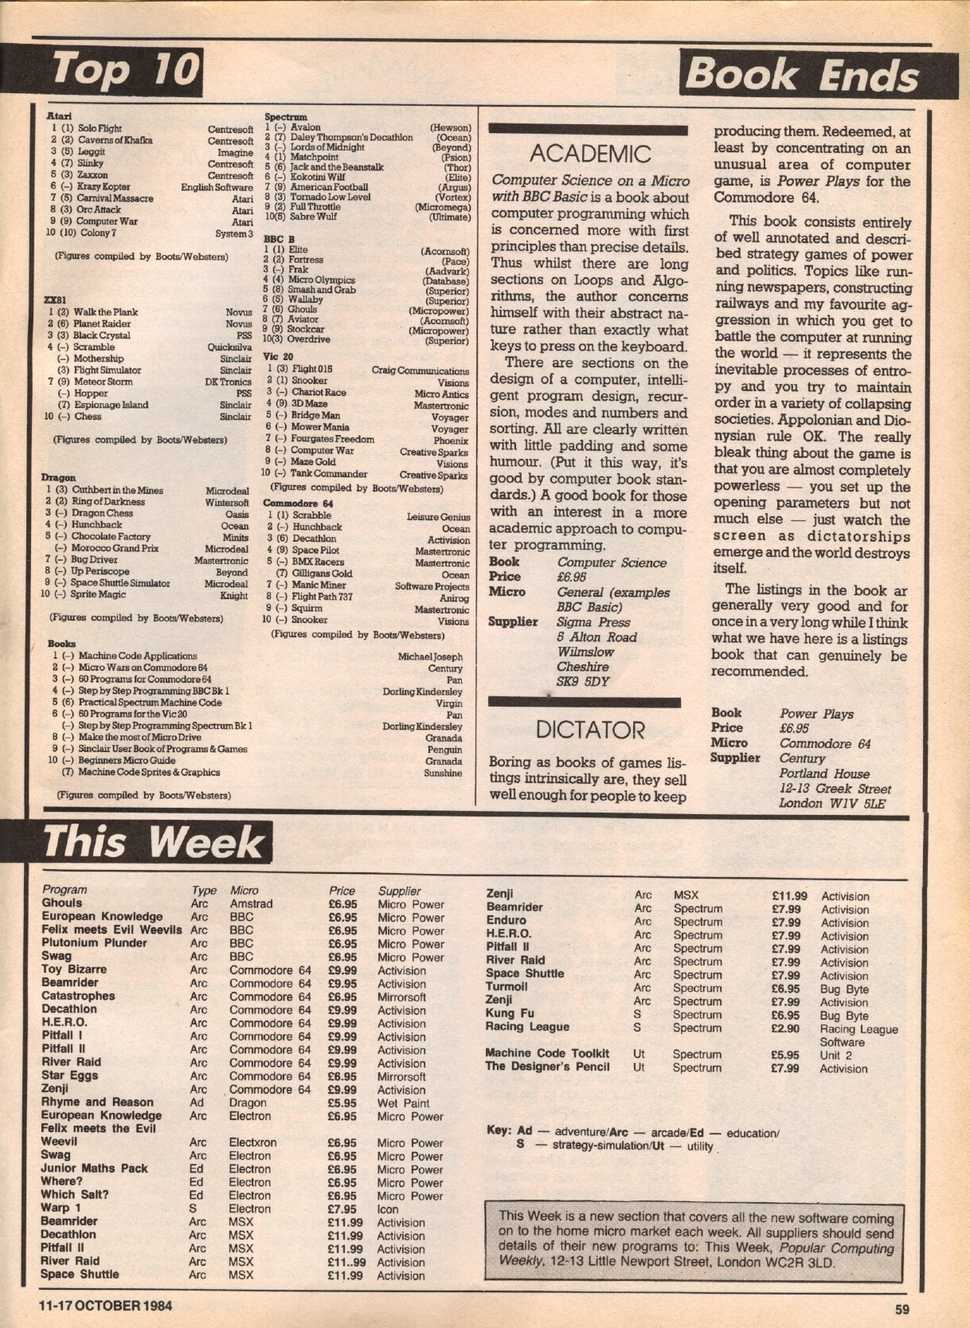 Top 10
Atari
1 (1) Solo Flight Centresoft
2 (2) Caverns of Khafka Centresoft
3 (5) Leggit Imagine
4 (7) Slinky Centresoft
5 (3) Zaxxon Centresoft
6 (–) Krazy Kopter English Software
7 (5) Carnival Massacre Atari
8 (3) Orc Attack Atari
9 (9) Computer War Atari
10 (10) Colony 7 System 3
(Figures compiled by Boots/Websters)
ZX81
1 (2) Walk the Plank Novus
2 (6) Planet Raider Novus
3 (3) Black Crystal PSS
4 (–) Scramble Quicksilva
(–) Mothership Sinclair
(3) Flight Simulator Sinclair
7 (9) Meteor Storm DK Tronics
(–) Hopper PSS
(7) Espionage Island Sinclair
10 (–) Chess Sinclair
(Figures compiled by Boots/Websters)
Dragon
1 (3) Cuthbert in the Mines Microdeal
2 (2) Ring of Darkness Wintersoft
3 (–) Dragon Chess Oasis
4 (–) Hunchback Ocean
5 (–) Chocolate Factory Minits
(–) Morocco Grand Prix Microdeal
7 (–) Bug Driver Mastertronic
8 (–) Up Periscope Beyond
9 (–) Space Shuttle Simulator Microdeal
10 (–) Sprite Magic Knight
(Figures compiled by Boots/Websters)
Spectrum
1 (–) Avalon (Hewson)
2 (7) Daley Thompson's Decathlon (Ocean)
3 (–) Lords of Midnight (Beyond)
4 (1) Matchpoint (Psion)
5 (6) Jack and the Beanstalk (Thor)
6 (–) Kokotini Wilf (Elite)
7 (9) American Football (Argus)
8 (3) Tornado Low Level (Vortex)
9 (2) Full Throttle (Micromega)
10(5) Sabre Wulf (Ultimate)
BBC B
1 (1) Elite (Acornsoft)
2 (2) Fortress (Pace)
3 (–) Frak (Aadvark)
4 (4) Micro Olympics (Database)
5 (8) Smash and Grab (Superior)
6 (5) Wallaby (Superior)
7 (6) Ghouls (Micropower)
8 (7) Aviator (Acornsoft)
9 (9) Stockcar (Micropower)
10(3) Overdrive (Superior)
Vic 20
1 (3) Flight 015 Craig Communications
2 (1) Snooker Visions
3 (–) Chariot Race Micro Antics
4 (9) 3D Maze Mastertronic
5 (–) Bridge Man Voyager
6 (–) Mower Mania Voyager
7 (–) Fourgates Freedom Phoenix
8 (–) Computer War Creative Sparks
9 (–) Maze Gold Visions
10 (–) Tank Commander Creative Sparks
(Figures compiled by Boots/Websters)
Commodore 64
1 (1) Scrabble Leisure Genius
2 (–) Hunchback Ocean
3 (6) Decathlon Activision
4 (9) Space Pilot Mastertronic
5 (–) BMX Racers Mastertronic
(7) Gilligans Gold Ocean
7 (–) Manic Miner Software Projects
8 (–) Flight Path 737 Anirog
9 (–) Squirm Mastertronic
10 (–) Snooker Visions
(Figures compiled by Boots/Websters)
Books
1 (–) Machine Code Applications Michael Joseph
2 (–) Micro Wars on Commodore 64 Century
3 (–) 60 Programs for Commodore 64 Pan
4 (–) Step by Step Programming BBC Bk 1 Dorling Kindersley
5 (6) Practical Spectrum Machine Code Virgin
6 (–) 60 Programs for the Vic 20 Pan
(–) Step by Step Programming Spectrum Bk 1 Dorling Kindersley
8 (–) Make the most of Micro Drive Granada
9 (–) Sinclair User Book of Programs & Games Penguin
10 (–) Beginners Micro Guide Granada
(7) Machine Code Sprites & Graphics Sunshine
(Figures compiled by Boots/Websters)
Book Ends
ACADEMIC
Computer Science on a Micro
with BBC Basic is a book about
computer programming which
is concerned more with first
principles than precise details.
Thus whilst there are long
sections on Loops and Algo-
rithms, the author concerns
himself with their abstract na-
ture rather than exactly what
keys to press on the keyboard.
There are sections on the
design of a computer, intelli-
gent program design, recur-
sion, modes and numbers and
sorting. All are clearly written
with little padding and some
humour. (Put it this way, it's
good by computer book stan-
dards.) A good book for those
with an interest in a more
academic approach to compu-
ter programming.
Book Computer Science
Price £6.95
Micro General (examples
BBC Basic)
Supplier Sigma Press
5 Alton Road
Wilmslow
Cheshire
SK9 5DY
DICTATOR
Boring as books of games lis-
tings intrinsically are, they sell
well enough for people to keep
producing them. Redeemed, at
least by concentrating on an
unusual area of computer
game, is Power Plays for the
Commodore 64.
This book consists entirely
of well annotated and descri-
bed strategy games of power
and politics. Topics like run-
ning newspapers, constructing
railways and my favourite ag-
gression in which you get to
battle the computer at running
the world — it represents the
inevitable processes of entro-
py and you try to maintain
order in a variety of collapsing
societies. Appolonian and Dio-
nysian rule OK. The really
bleak thing about the game is
that you are almost completely
powerless — you set up the
opening parameters but not
much else — just watch the
screen as dictatorships
emerge and the world destroys
itself.
The listings in the book ar
generally very good and for
once in a very long while I think
what we have here is a listings
book that can genuinely be
recommended.
Book Power Plays
Price £6.95
Micro Commodore 64
Supplier Century
Portland House
12-13 Greek Street
London W1V 5LE
This Week
Program Type Micro Price Supplier
Ghouls Arc Amstrad £6.95 Micro Power
European Knowledge Arc BBC £6.95 Micro Power
Felix meets Evil Weevils Arc BBC £6.95 Micro Power
Plutonium Plunder Arc BBC £6.95 Micro Power
Swag Arc BBC £6.95 Micro Power
Toy Bizarre Arc Commodore 64 £9.99 Activision
Beamrider Arc Commodore 64 £9.95 Activision
Catastrophes Arc Commodore 64 £6.95 Mirrorsoft
Decathlon Arc Commodore 64 £9.99 Activision
H.E.R.O. Arc Commodore 64 £9.99 Activision
Pitfall I Arc Commodore 64 £9.99 Activision
Pitfall II Arc Commodore 64 £9.99 Activision
River Raid Arc Commodore 64 £9.99 Activision
Star Eggs Arc Commodore 64 £6.95 Mirrorsoft
Zenji Arc Commodore 64 £9.99 Activision
Rhyme and Reason Ad Dragon £5.95 Wet Paint
European Knowledge Arc Electron £6.95 Micro Power
Felix meets the Evil
Weevil Arc Electxron £6.95 Micro Power
Swag Arc Electron £6.95 Micro Power
Junior Maths Pack Ed Electron £6.95 Micro Power
Where? Ed Electron £6.95 Micro Power
Which Salt? Ed Electron £6.95 Micro Power
Warp 1 S Electron £7.95 Icon
Beamrider Arc MSX £11.99 Activision
Decathlon Arc MSX £11.99 Activision
Pitfall II Arc MSX £11.99 Activision
River Raid Arc MSX £11..99 Activision
Space Shuttle Arc MSX £11.99 Activision
Zenji Arc MSX £11.99 Activision
Beamrider Arc Spectrum £7.99 Activision
Enduro Arc Spectrum £7.99 Activision
H.E.R.O. Arc Spectrum £7.99 Activision
Pitfall II Arc Spectrum £7.99 Activision
River Raid Arc Spectrum £7.99 Activision
Space Shuttle Arc Spectrum £7.99 Activision
Turmoil Arc Spectrum £6.95 Bug Byte
Zenji Arc Spectrum £7.99 Activision
Kung Fu S Spectrum £6.95 Bug Byte
Racing League S Spectrum £2.90 Racing League
Software
Machine Code Toolkit Ut Spectrum £5.95 Unit 2
The Designer's Pencil Ut Spectrum £7.99 Activision
Key: Ad — adventure/Arc — arcade/Ed — education/
S — strategy-simulation/Ut — utility.
This Week is a new section that covers all the new software coming
on to the home micro market each week. All suppliers should send
details of their new programs to: This Week, Popular Computing
Weekly, 12-13 Little Newport Street, London WC2R 3LD.
11-17 OCTOBER 1984
59